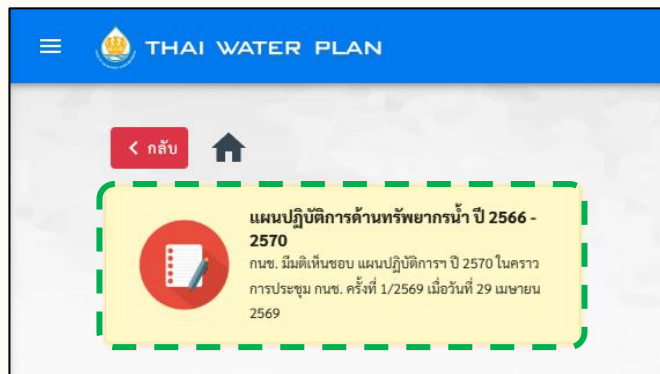 THAI WATER PLAN
กลับ
แผนปฏิบัติการด้านทรัพยากรน้ำ ปี 2566 -
2570
กนช. มีมติเห็นชอบ แผนปฏิบัติการฯ ปี 2570 ในคราว
การประชุม กนช. ครั้งที่ 1/2569 เมื่อวันที่ 29 เมษายน
2569